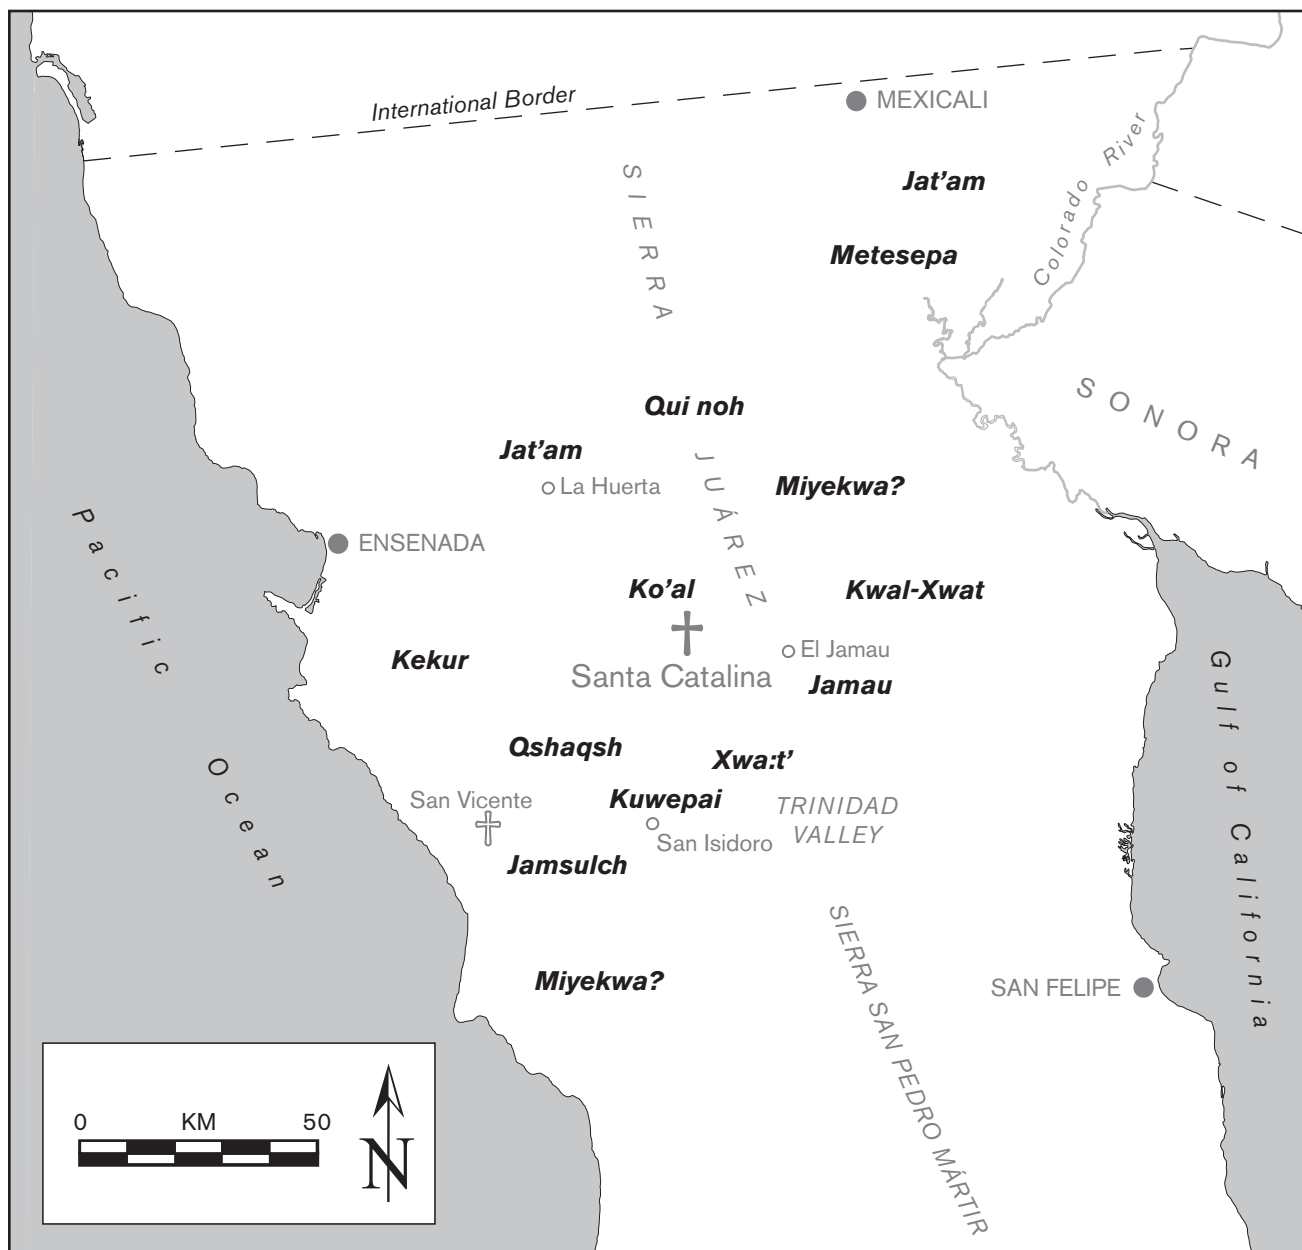 International Border
MEXICALI
SIERRA
Colorado River
Jat’am
Metesepa
SONORA
Qui noh
Jat’am
La Huerta
JUÁREZ
Miyekwa?
Pacific
ENSENADA
Ko’al
Kwal-Xwat
Santa Catalina
El Jamau
Kekur
Jamau
Gulf of California
Qshaqsh
Xwa:t’
Ocean
San Vicente
Kuwepai
TRINIDAD
VALLEY
San Isidoro
Jamsulch
SIERRA SAN PEDRO MÁRTIR
Miyekwa?
SAN FELIPE
0 KM 50
N